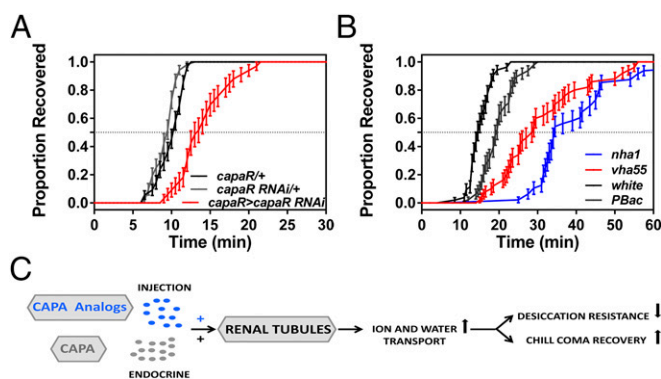 A
Proportion Recovered
1.0
0.8
0.6
0.4
0.2
0.0
capaR/+
capaR RNAi/+
capaR>capaR RNAi
0 5 10 15 20 25 30
Time (min)
B
Proportion Recovered
1.0
0.8
0.6
0.4
0.2
0.0
nha1
vha55
white
PBac
0 10 20 30 40 50 60
Time (min)
C
INJECTION
CAPA Analogs
+
+
CAPA
ENDOCRINE
RENAL TUBULES
ION AND WATER
TRANSPORT
DESICCATION RESISTANCE
CHILL COMA RECOVERY